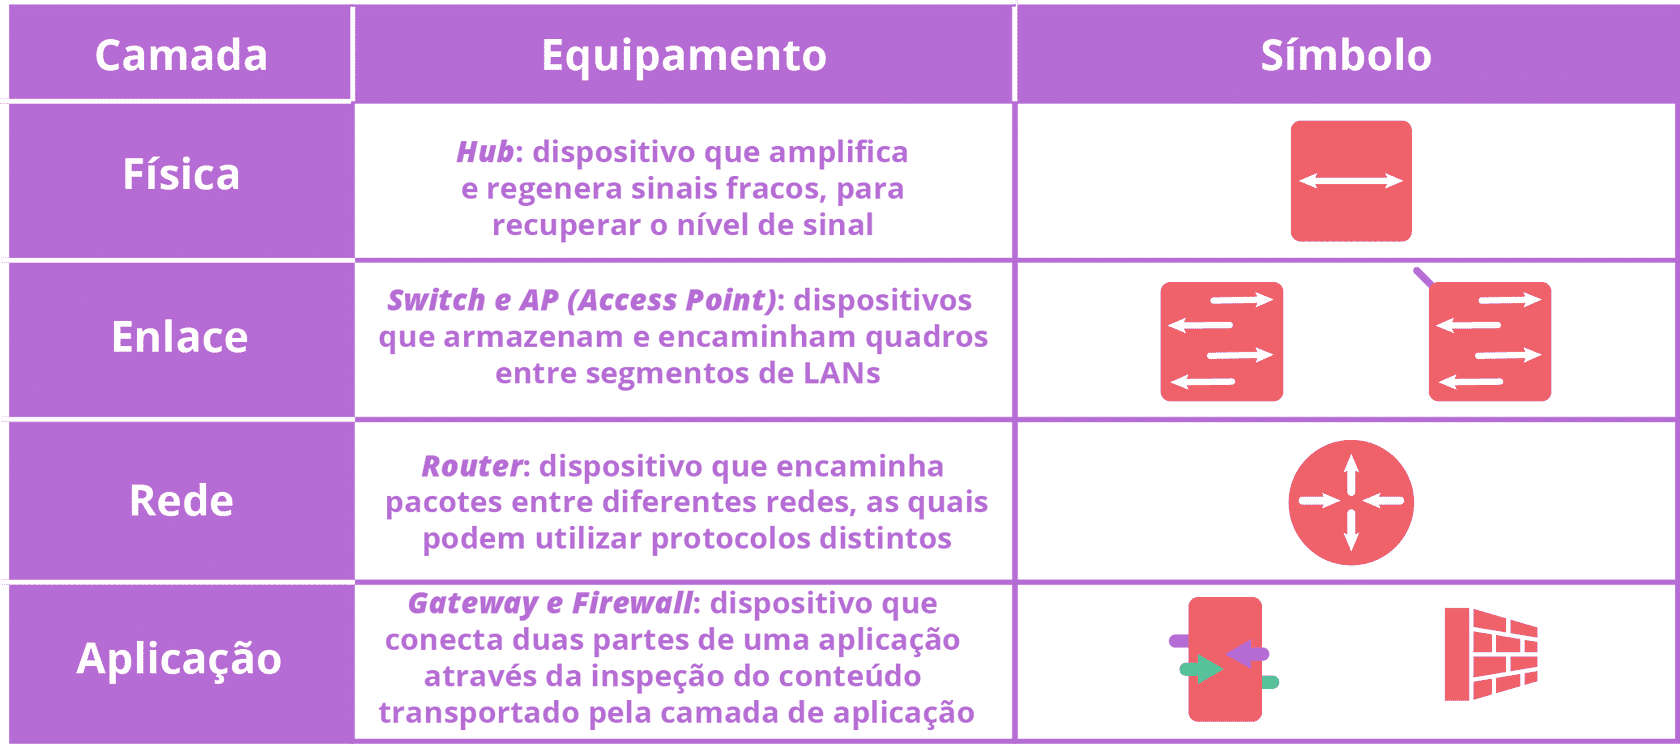 Camada
Equipamento
Símbolo
Física
Hub: dispositivo que amplifica
e regenera sinais fracos, para
recuperar o nível de sinal
Enlace
Switch e AP (Access Point): dispositivos
que armazenam e encaminham quadros
entre segmentos de LANs
Rede
Router: dispositivo que encaminha
pacotes entre diferentes redes, as quais
podem utilizar protocolos distintos
Aplicação
Gateway e Firewall: dispositivo que
conecta duas partes de uma aplicação
através da inspeção do conteúdo
transportado pela camada de aplicação